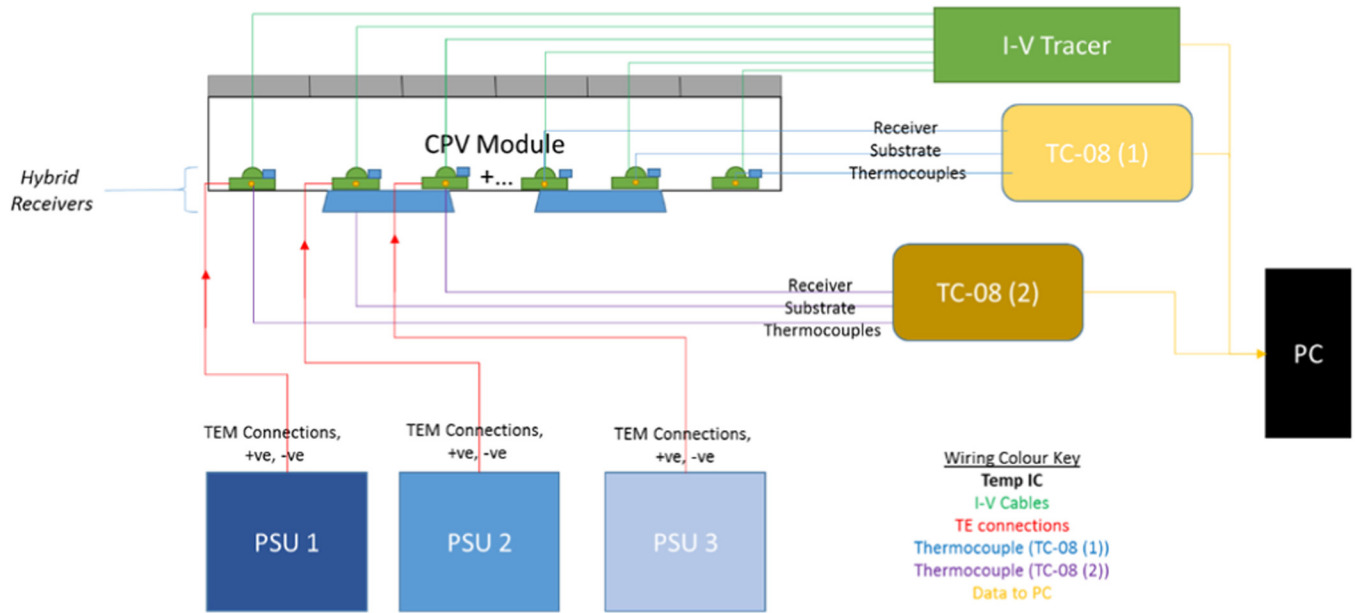 I-V Tracer
CPV Module
+...
Hybrid
Receivers
Receiver
Substrate
Thermocouples
TC-08 (1)
Receiver
Substrate
Thermocouples
TC-08 (2)
PC
TEM Connections,
+ve, -ve
TEM Connections,
+ve, -ve
TEM Connections,
+ve, -ve
PSU 1
PSU 2
PSU 3
Wiring Colour Key
Temp IC
I-V Cables
TE connections
Thermocouple (TC-08 (1))
Thermocouple (TC-08 (2))
Data to PC